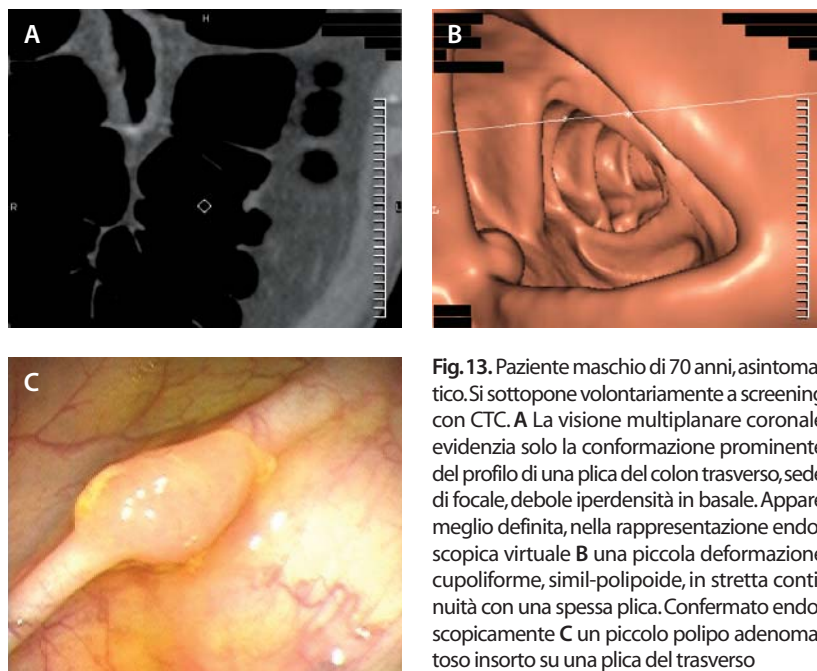 A
H
R
B
C
Fig. 13. Paziente maschio di 70 anni, asintoma
tico. Si sottopone volontariamente a screening
con CTC. A La visione multiplanare coronale
evidenzia solo la conformazione prominente
del profilo di una plica del colon trasverso, sede
di focale, debole iperdensità in basale. Appare
meglio definita, nella rappresentazione endo
scopica virtuale B una piccola deformazione
cupoliforme, simil-polipoide, in stretta conti
nuità con una spessa plica. Confermato endo
scopicamente C un piccolo polipo adenoma
toso insorto su una plica del trasverso